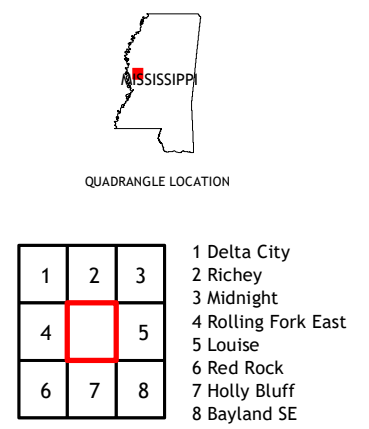 MISSISSIPPI
QUADRANGLE LOCATION
1 2 3
4 5
6 7 8
1 Delta City
2 Richey
3 Midnight
4 Rolling Fork East
5 Louise
6 Red Rock
7 Holly Bluff
8 Bayland SE